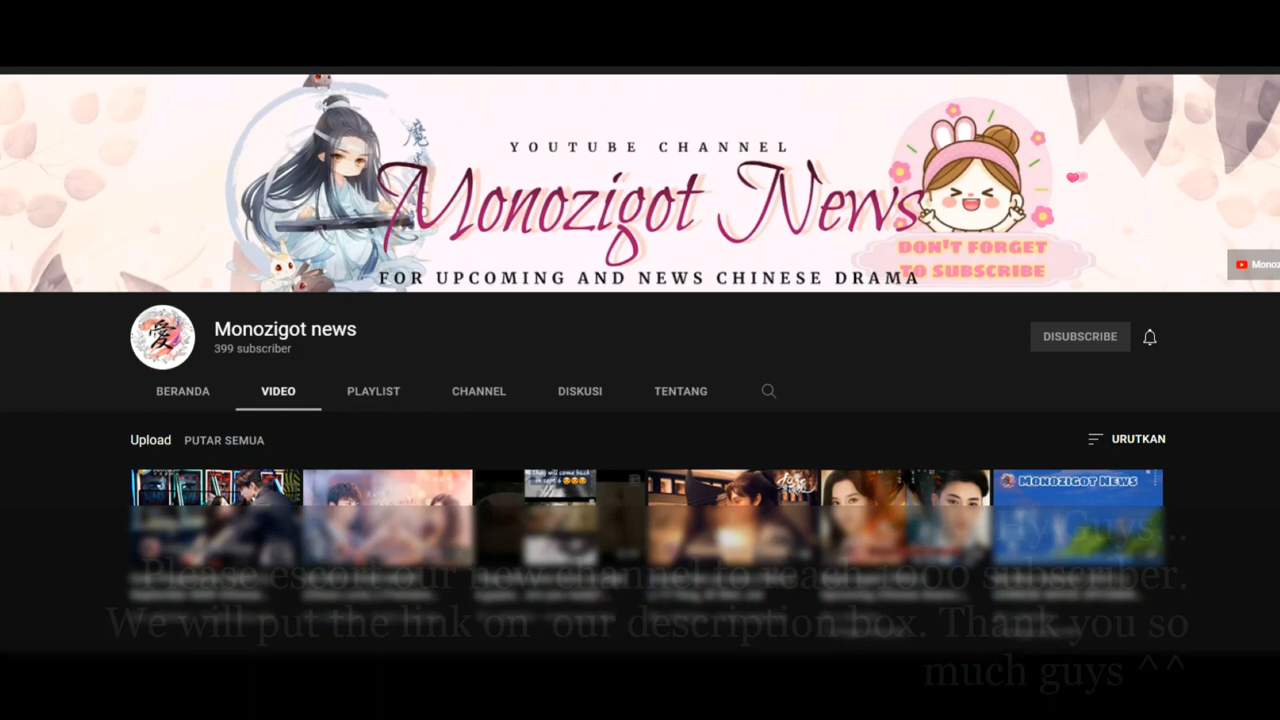 YOUTUBE CHANNEL
Monozigot News
FOR UPCOMING AND NEWS CHINESE DRAMA
DON'T FORGET
TO SUBSCRIBE
魔
Monozigot news
399 subscriber
DISUBSCRIBE
BERANDA VIDEO PLAYLIST CHANNEL DISKUSI TENTANG
Upload PUTAR SEMUA
URUTKAN
MONOZIGOT NEWS
Hy Guys...
Please escort our new channel to reach 1000 subscriber.
We will put the link on our description box. Thank you so
much guys ^^